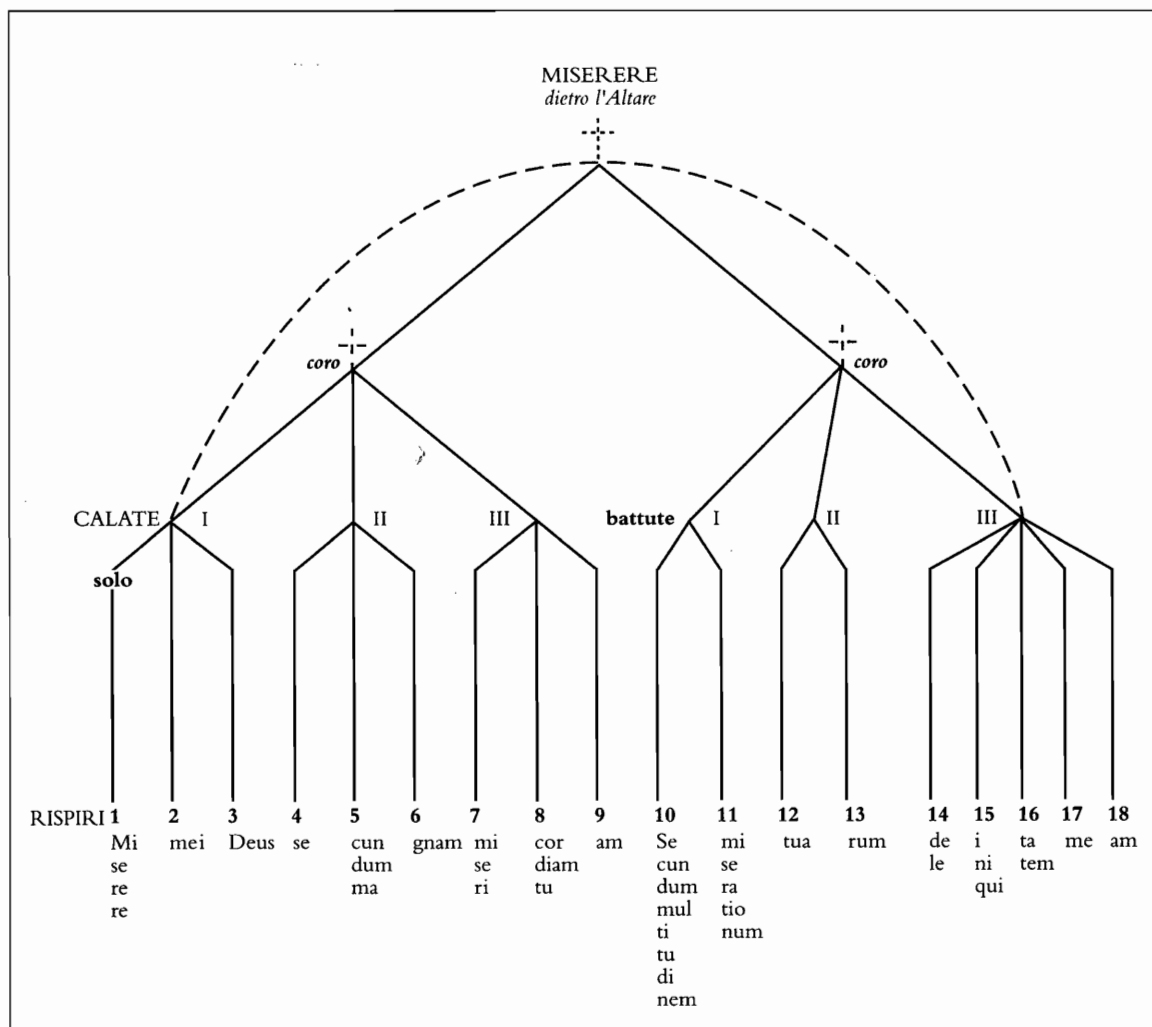 MISERERE
dietro l'Altare
coro coro
CALATE I II III battute I II III
solo
RISPIRI 1 2 3 4 5 6 7 8 9 10 11 12 13 14 15 16 17 18
Mi mei Deus se cun gnam mi cor am Se mi tua rum de i ta me am
se dum se diam cun se le ni tem
re ma ri tu dum ra qui
re mul tio
ti num
tu
di
nem